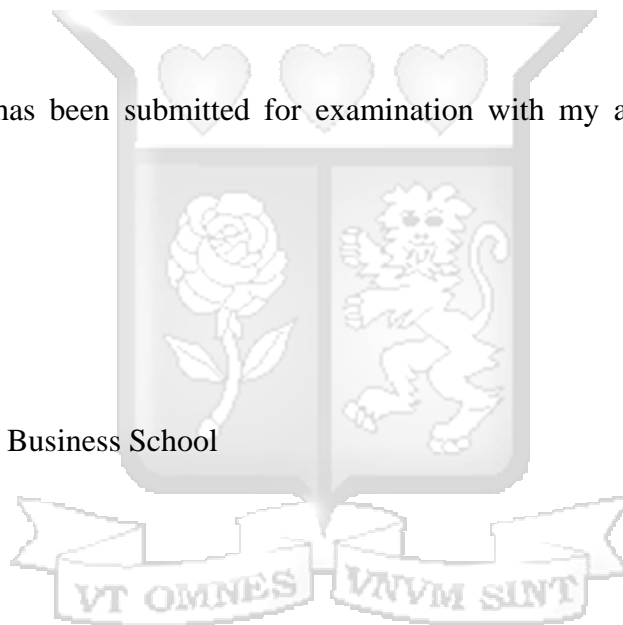 has been submitted for examination with my a
Business School
VT OMNES VNVM SINT